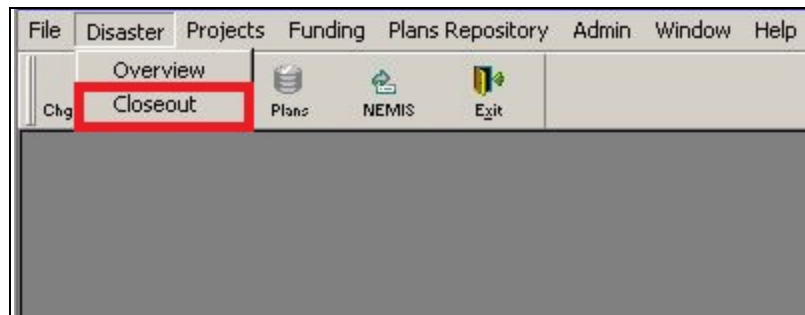 File Disaster Projects Funding Plans Repository Admin Window Help
Overview
Closeout
Chg Plans NEMIS Exit